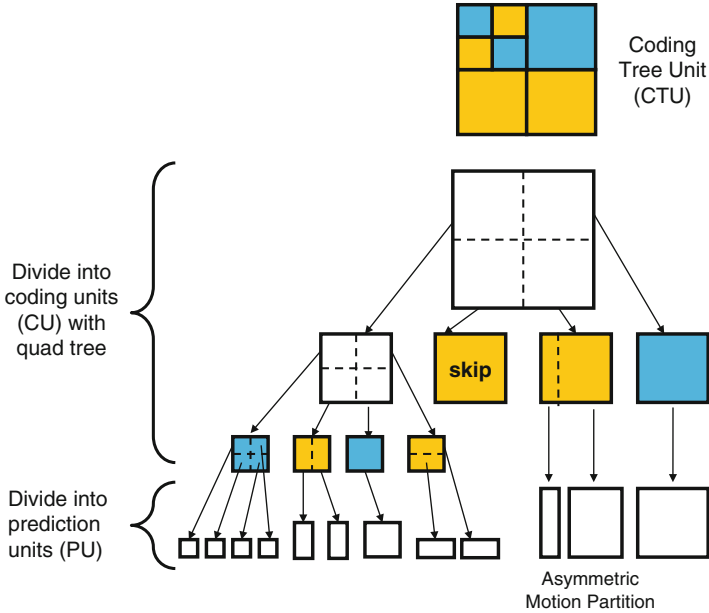 Coding
Tree Unit
(CTU)
Divide into
coding units
(CU) with
quad tree
skip
Divide into
prediction
units (PU)
Asymmetric
Motion Partition